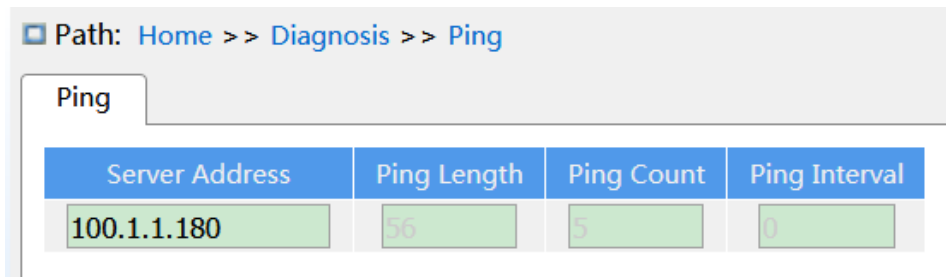 Path: Home >> Diagnosis >> Ping
Ping
Server Address Ping Length Ping Count Ping Interval
100.1.1.180 56 5 0